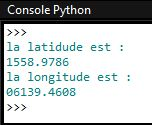 Console Python
>>>
la latidude est :
1558.9786
la longitude est :
06139.4608
>>>